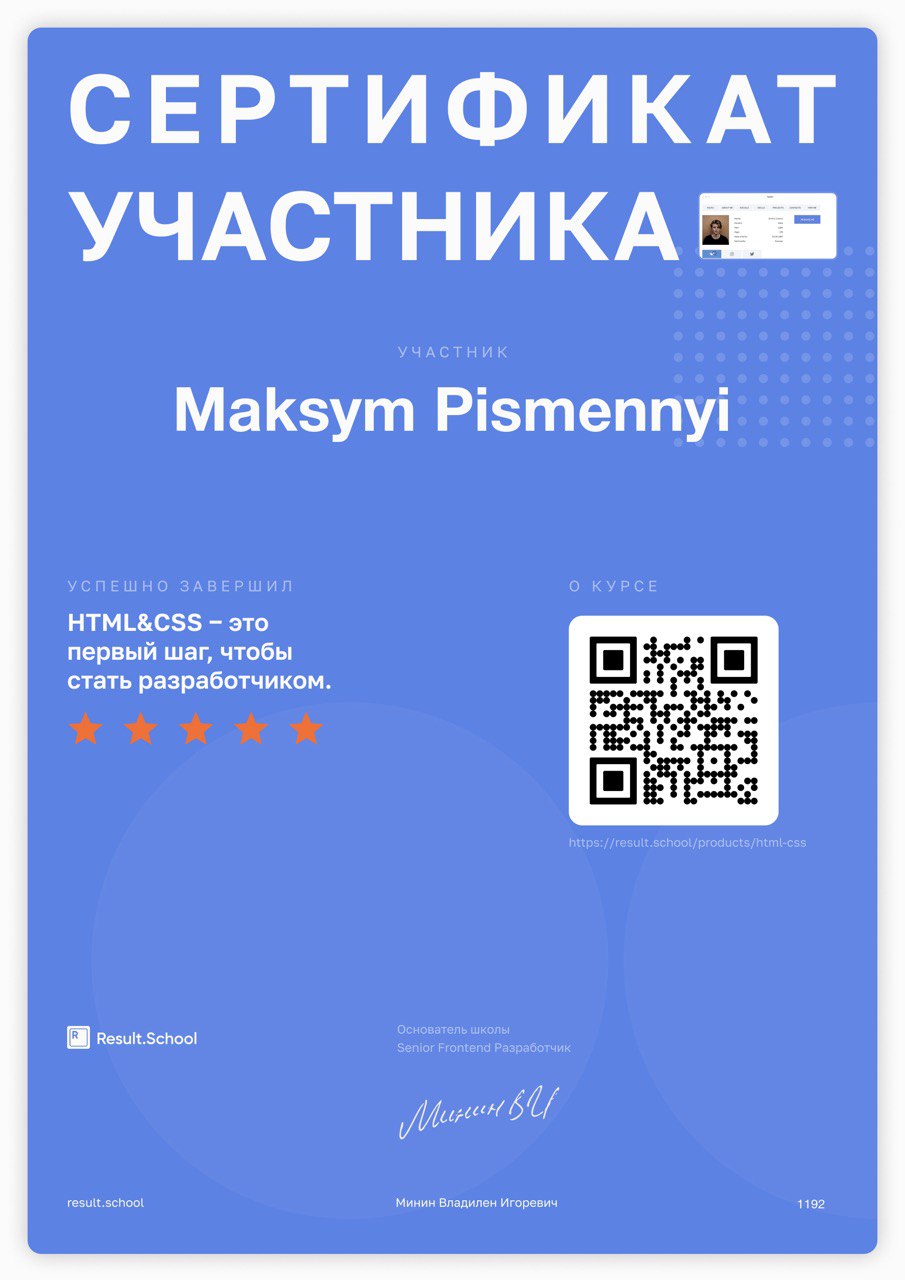 СЕРТИФИКАТ
УЧАСТНИКА
УЧАСТНИК
Maksym Pismennyi
УСПЕШНО ЗАВЕРШИЛ
HTML&CSS – это
первый шаг, чтобы
стать разработчиком.
О КУРСЕ
https://result.school/products/html-css
R
Result.School
Основатель школы
Senior Frontend Разработчик
Минин В И
result.school
Минин Владилен Игоревич
1192